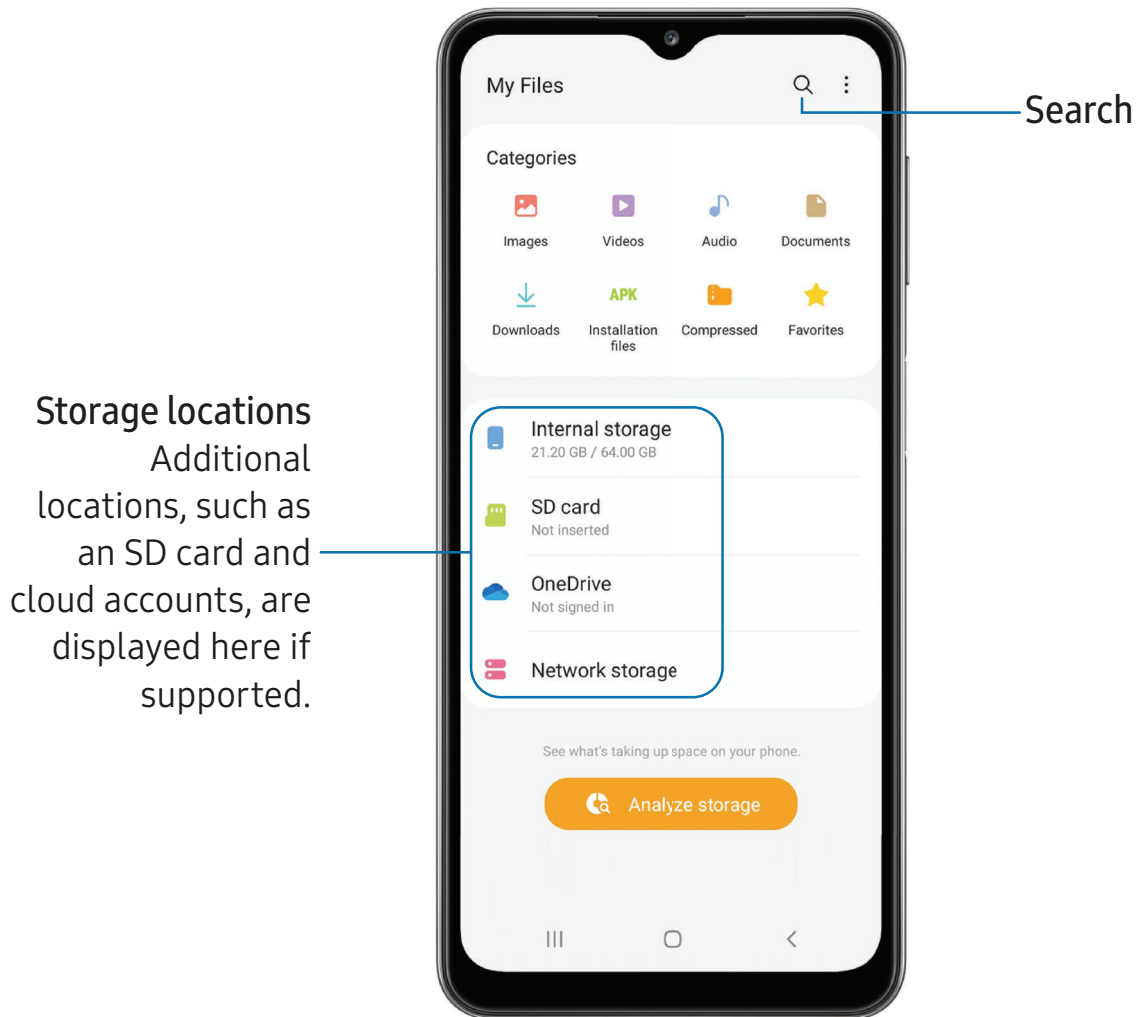 My Files
Search
Categories
Images
Videos
Audio
Documents
APK
Downloads
Installation
files
Compressed
Favorites
Storage locations
Additional
locations, such as
an SD card and
cloud accounts, are
displayed here if
supported.
Internal storage
21.20 GB / 64.00 GB
SD card
Not inserted
OneDrive
Not signed in
Network storage
See what's taking up space on your phone.
Analyze storage